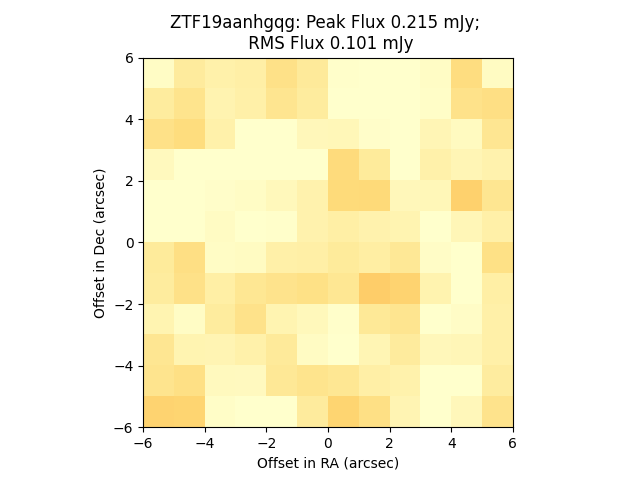 ZTF19aanhgqg: Peak Flux 0.215 mJy;
RMS Flux 0.101 mJy
6
4
2
0
−2
−4
−6
Offset in Dec (arcsec)
−6 −4 −2 0 2 4 6
Offset in RA (arcsec)